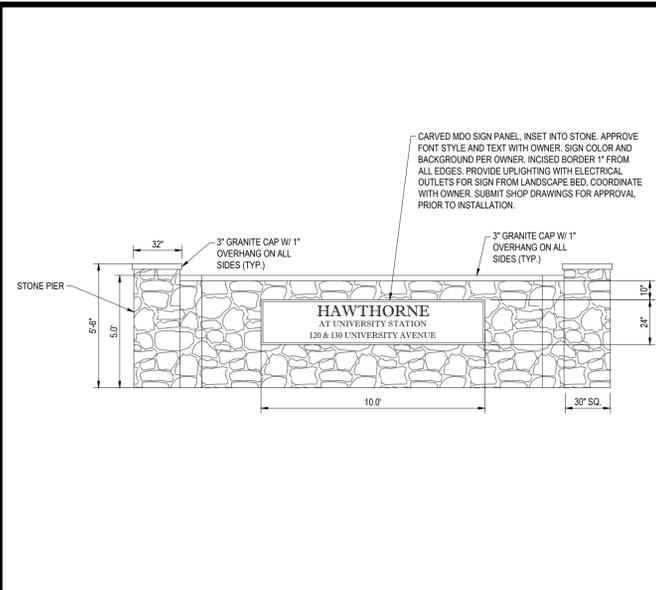 CARVED MDO SIGN PANEL, INSET INTO STONE. APPROVE
FONT STYLE AND TEXT WITH OWNER. SIGN COLOR AND
BACKGROUND PER OWNER. INCISED BORDER 1" FROM
ALL EDGES. PROVIDE UPLIGHTING WITH ELECTRICAL
OUTLETS FOR SIGN FROM LANDSCAPE BED, COORDINATE
WITH OWNER. SUBMIT SHOP DRAWINGS FOR APPROVAL
PRIOR TO INSTALLATION.
32"
3" GRANITE CAP W/ 1"
OVERHANG ON ALL
SIDES (TYP.)
3" GRANITE CAP W/ 1"
OVERHANG ON ALL
SIDES (TYP.)
STONE PIER
5'-6"
5.0'
HAWTHORNE
AT UNIVERSITY STATION
120 & 130 UNIVERSITY AVENUE
10"
24"
10.0'
30" SQ.